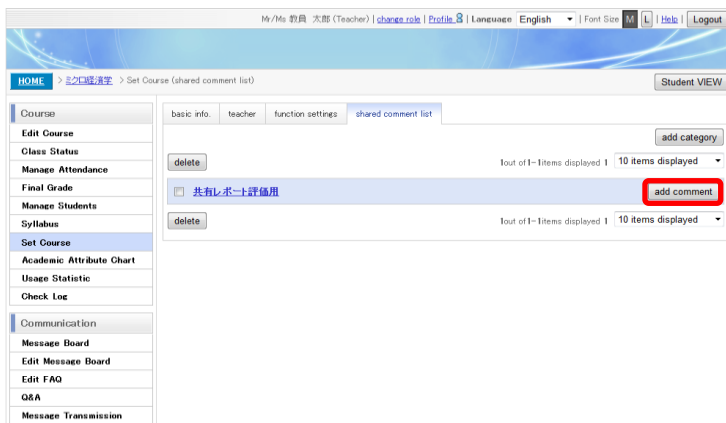 Mr/Ms 教員 太郎 (Teacher) | change role | Profile | Language English | Font Size M L | Help | Logout
HOME > ミクロ経済学 > Set Course (shared comment list)
Student VIEW
Course
Edit Course
Class Status
Manage Attendance
Final Grade
Manage Students
Syllabus
Set Course
Academic Attribute Chart
Usage Statistic
Check Log
Communication
Message Board
Edit Message Board
Edit FAQ
Q&A
Message Transmission
basic info. teacher function settings shared comment list
add category
delete 1out of 1-1items displayed 1 10 items displayed
共有レポート評価用 add comment
delete 1out of 1-1items displayed 1 10 items displayed